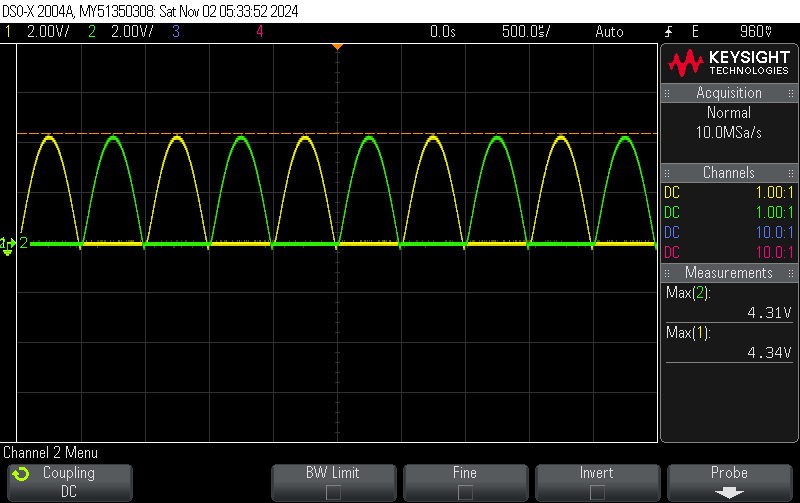 DSO-X 2004A, MY51350308: Sat Nov 02 05:33:52 2024
1 2.00V/ 2 2.00V/ 3 4 0.0s 500.0µs/ Auto E 960mV
KEYSIGHT
TECHNOLOGIES
Acquisition
Normal
10.0MSa/s
Channels
DC 1.00:1
DC 1.00:1
DC 10.0:1
DC 10.0:1
Measurements
Max(2):
4.31V
Max(1):
4.34V
2
Channel 2 Menu
Coupling
DC
BW Limit
Fine
Invert
Probe